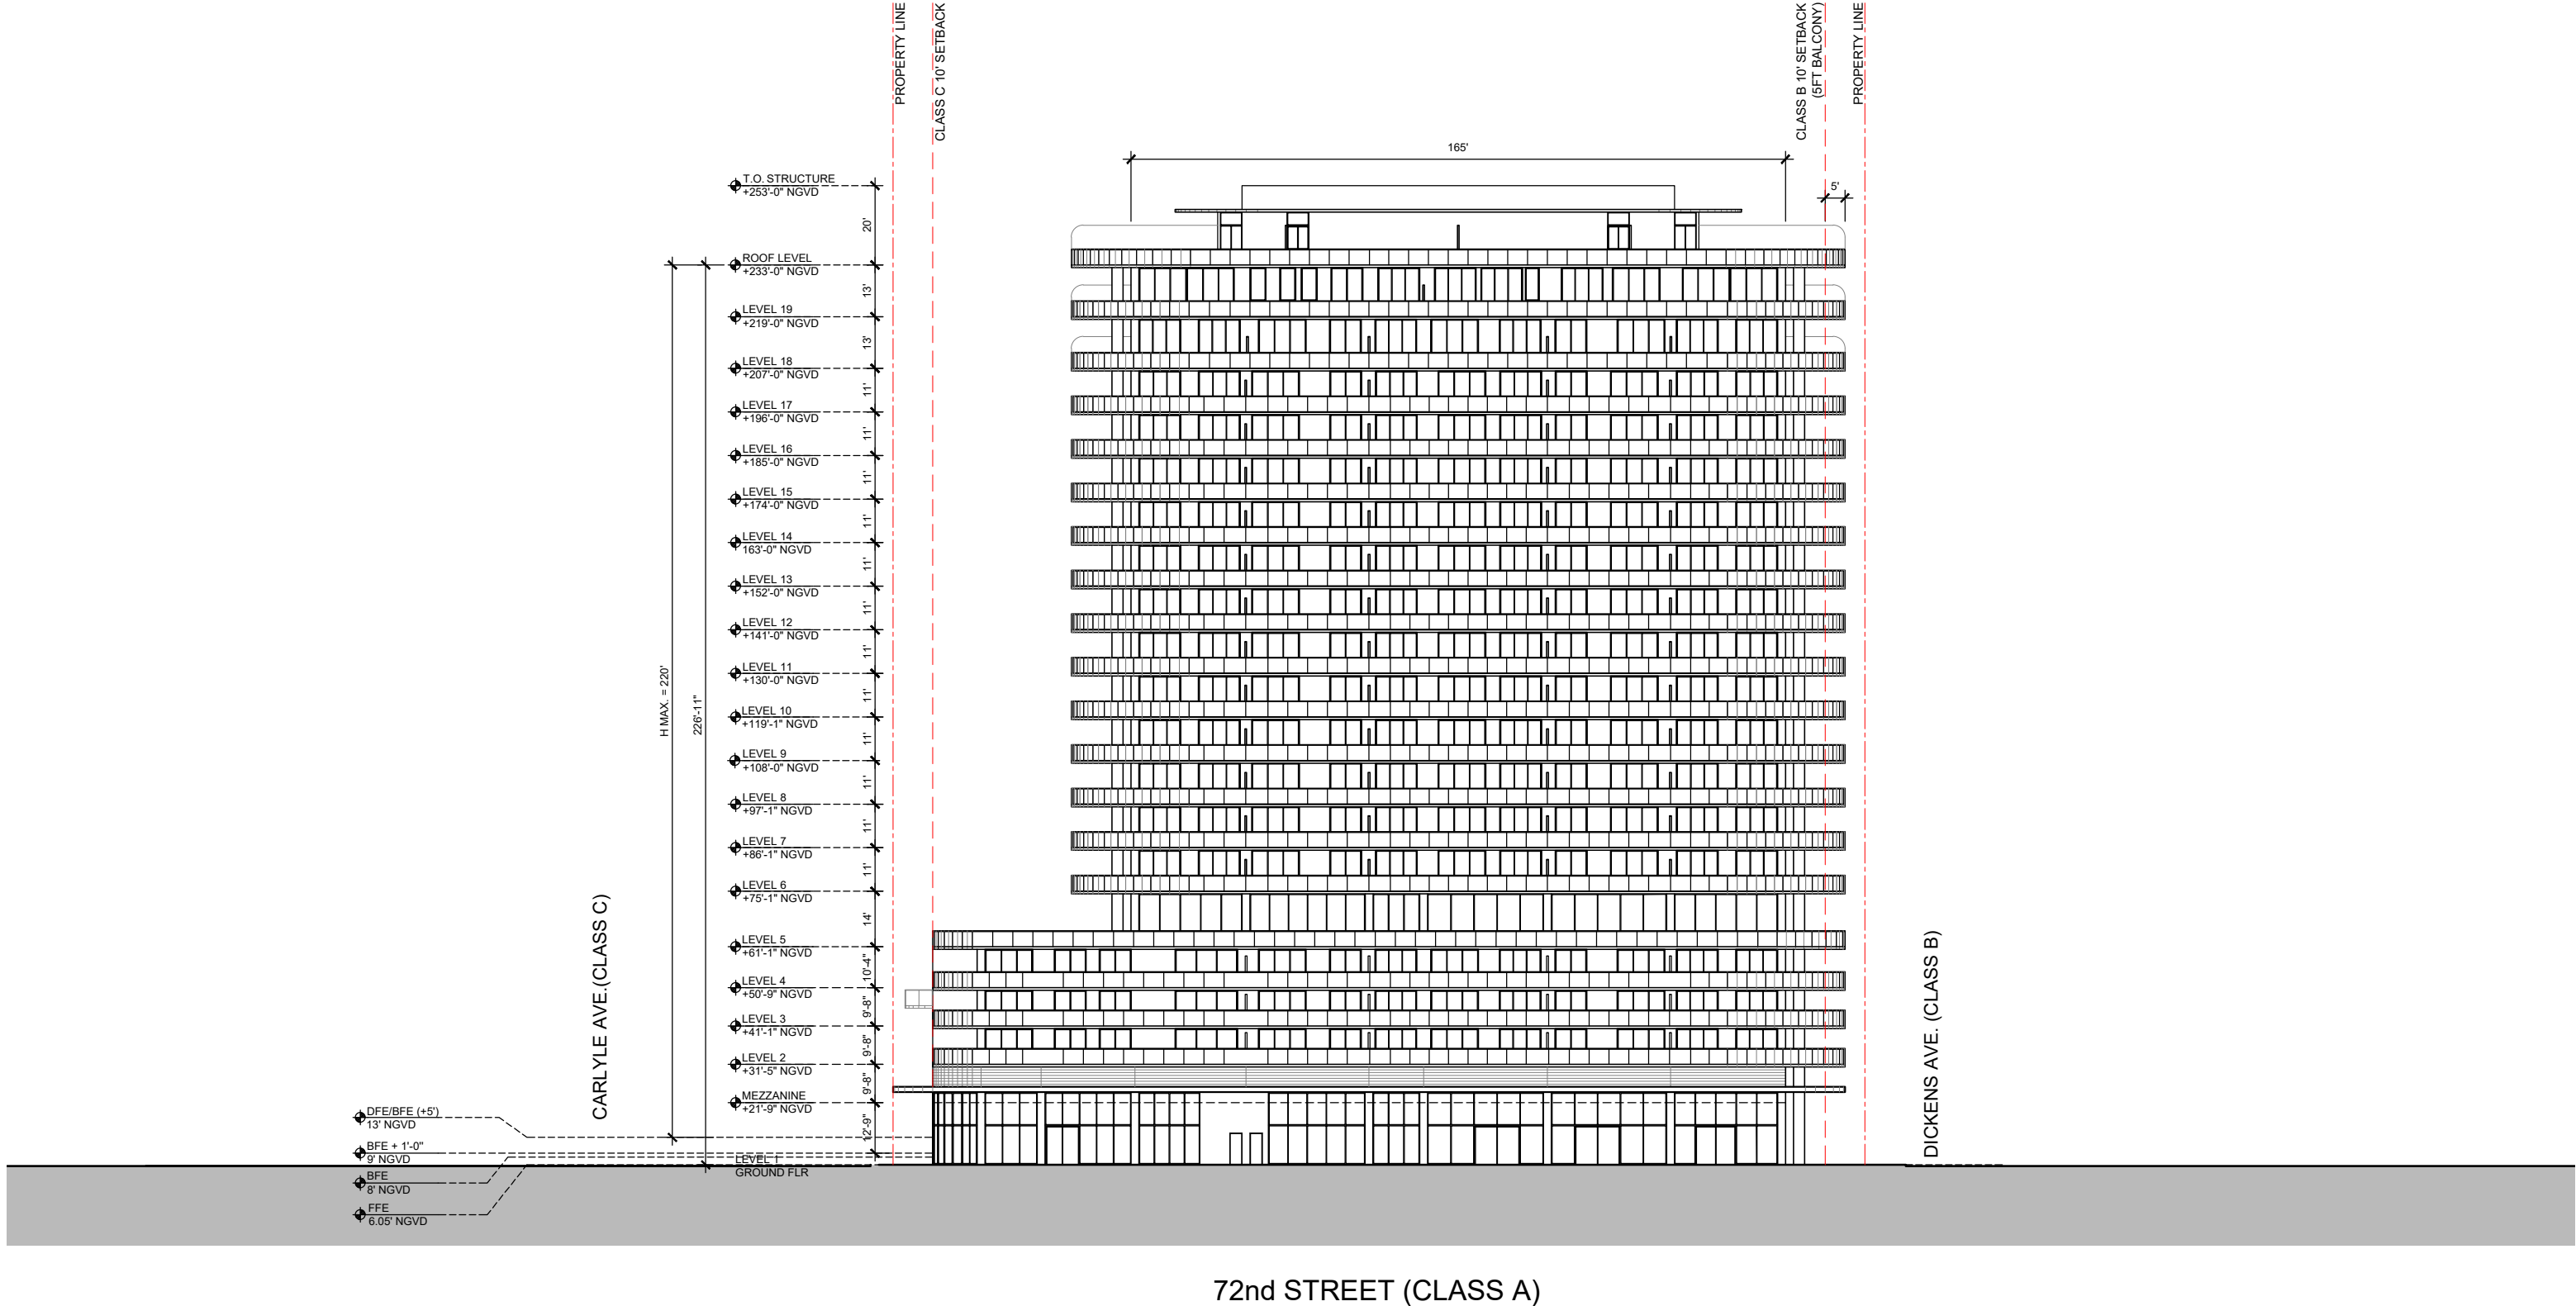 PROPERTY LINE
CLASS C 10' SETBACK
CLASS B 10' SETBACK
(5FT BALCONY)
PROPERTY LINE
165'
5'
T.O. STRUCTURE
+253'-0" NGVD
20'
ROOF LEVEL
+233'-0" NGVD
13'
LEVEL 19
+219'-0" NGVD
13'
LEVEL 18
+207'-0" NGVD
11'
LEVEL 17
+196'-0" NGVD
11'
LEVEL 16
+185'-0" NGVD
11'
LEVEL 15
+174'-0" NGVD
11'
LEVEL 14
163'-0" NGVD
11'
LEVEL 13
+152'-0" NGVD
11'
LEVEL 12
+141'-0" NGVD
11'
LEVEL 11
+130'-0" NGVD
11'
LEVEL 10
+119'-1" NGVD
11'
LEVEL 9
+108'-0" NGVD
11'
LEVEL 8
+97'-1" NGVD
11'
LEVEL 7
+86'-1" NGVD
11'
LEVEL 6
+75'-1" NGVD
14'
LEVEL 5
+61'-1" NGVD
10'-4"
LEVEL 4
+50'-9" NGVD
9'-8"
LEVEL 3
+41'-1" NGVD
9'-8"
LEVEL 2
+31'-5" NGVD
9'-8"
MEZZANINE
+21'-9" NGVD
12'-9"
LEVEL 1
GROUND FLR
H MAX. = 220'
226'-11"
CARLYLE AVE.(CLASS C)
DICKENS AVE. (CLASS B)
DFE/BFE (+5')
13' NGVD
BFE + 1'-0"
9' NGVD
BFE
8' NGVD
FFE
6.05' NGVD
72nd STREET (CLASS A)